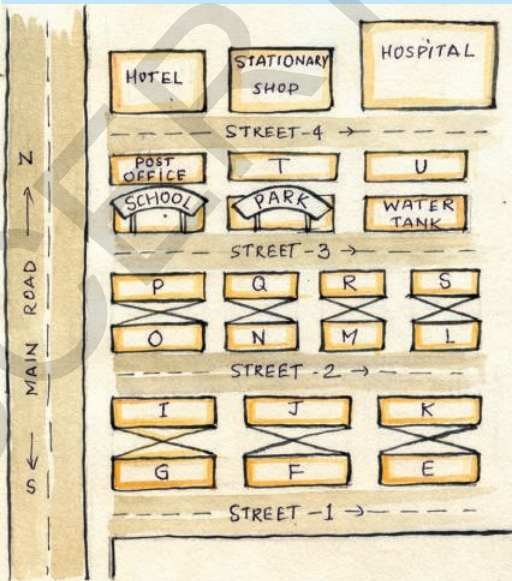 HOTEL
STATIONARY
SHOP
HOSPITAL
STREET-4 →
POST
OFFICE
T
U
SCHOOL
PARK
WATER
TANK
STREET-3 →
P
Q
R
S
O
N
M
L
STREET-2 →
I
J
K
G
F
E
STREET-1 →
N
MAIN ROAD
S